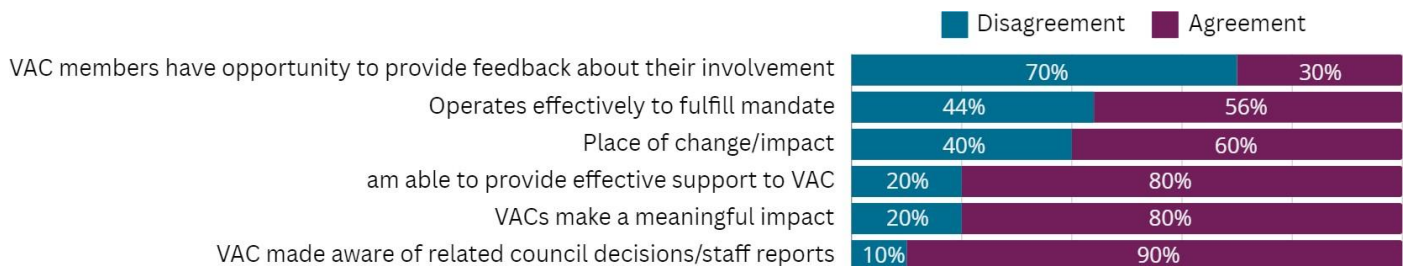 Disagreement Agreement
VAC members have opportunity to provide feedback about their involvement 70% 30%
Operates effectively to fulfill mandate 44% 56%
Place of change/impact 40% 60%
am able to provide effective support to VAC 20% 80%
VACs make a meaningful impact 20% 80%
VAC made aware of related council decisions/staff reports 10% 90%